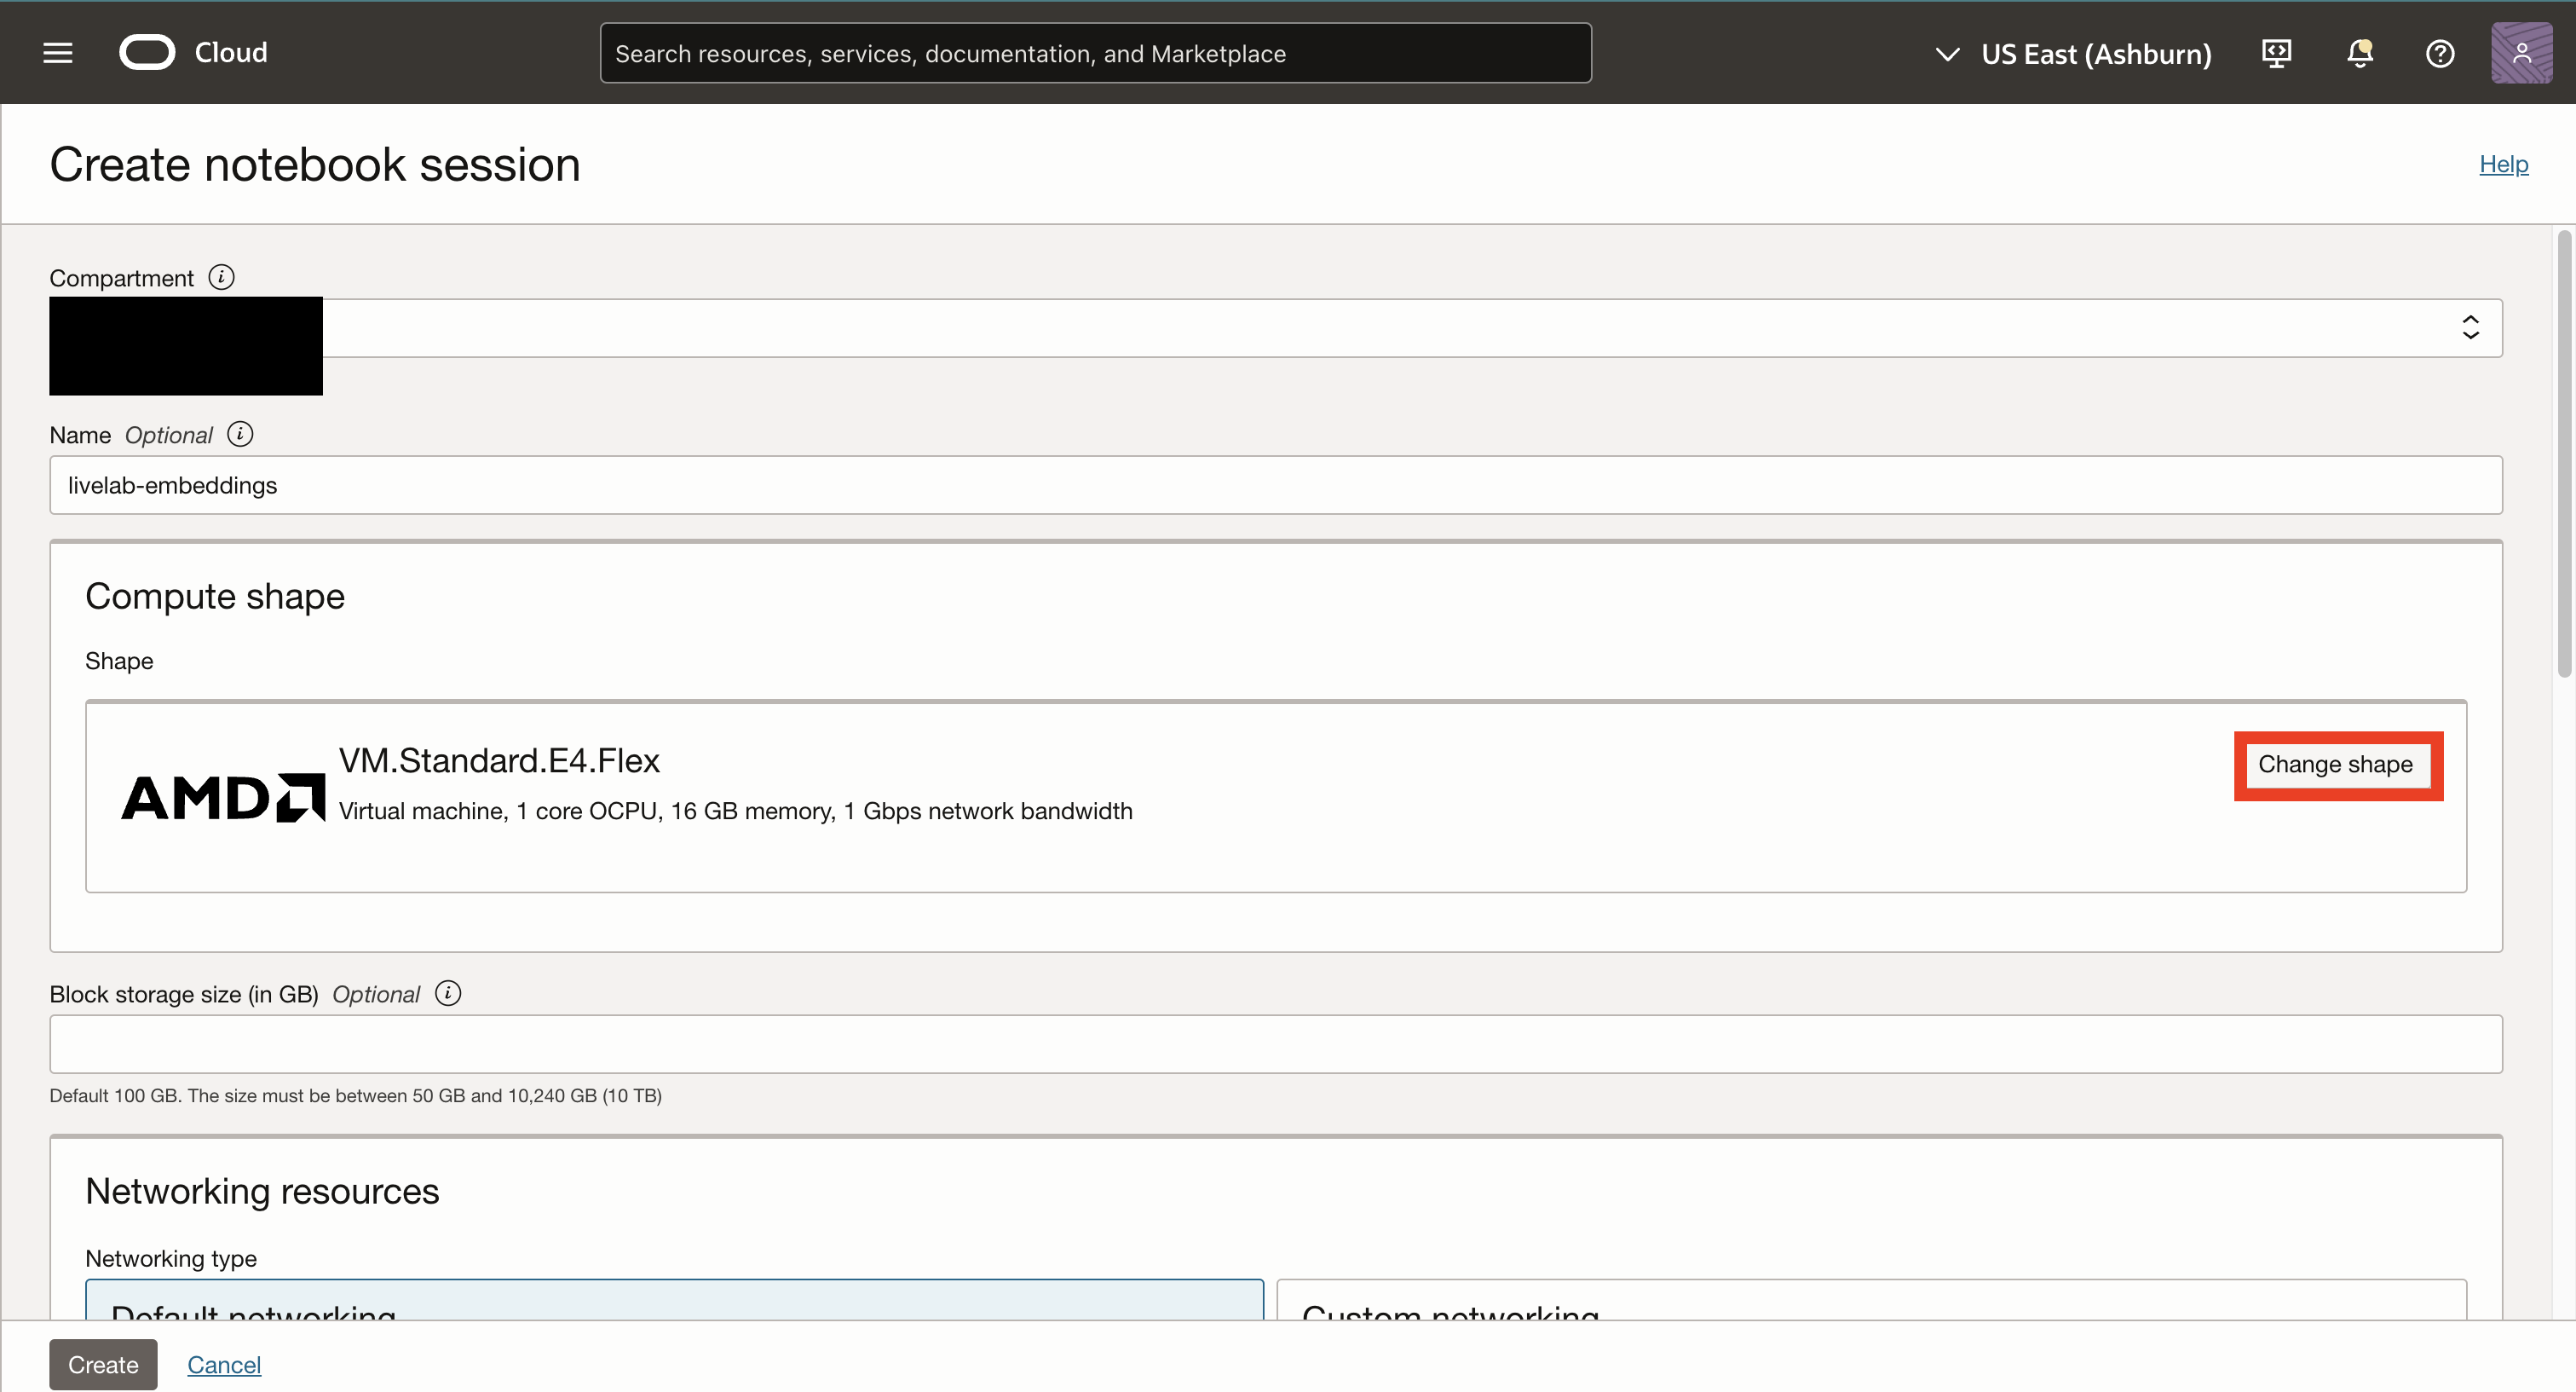 Cloud
Search resources, services, documentation, and Marketplace
US East (Ashburn)
Create notebook session
Help
Compartment
Name Optional
livelab-embeddings
Compute shape
Shape
AMD
VM.Standard.E4.Flex
Change shape
Virtual machine, 1 core OCPU, 16 GB memory, 1 Gbps network bandwidth
Block storage size (in GB) Optional
Default 100 GB. The size must be between 50 GB and 10,240 GB (10 TB)
Networking resources
Networking type
Default networking
Custom networking
Create
Cancel